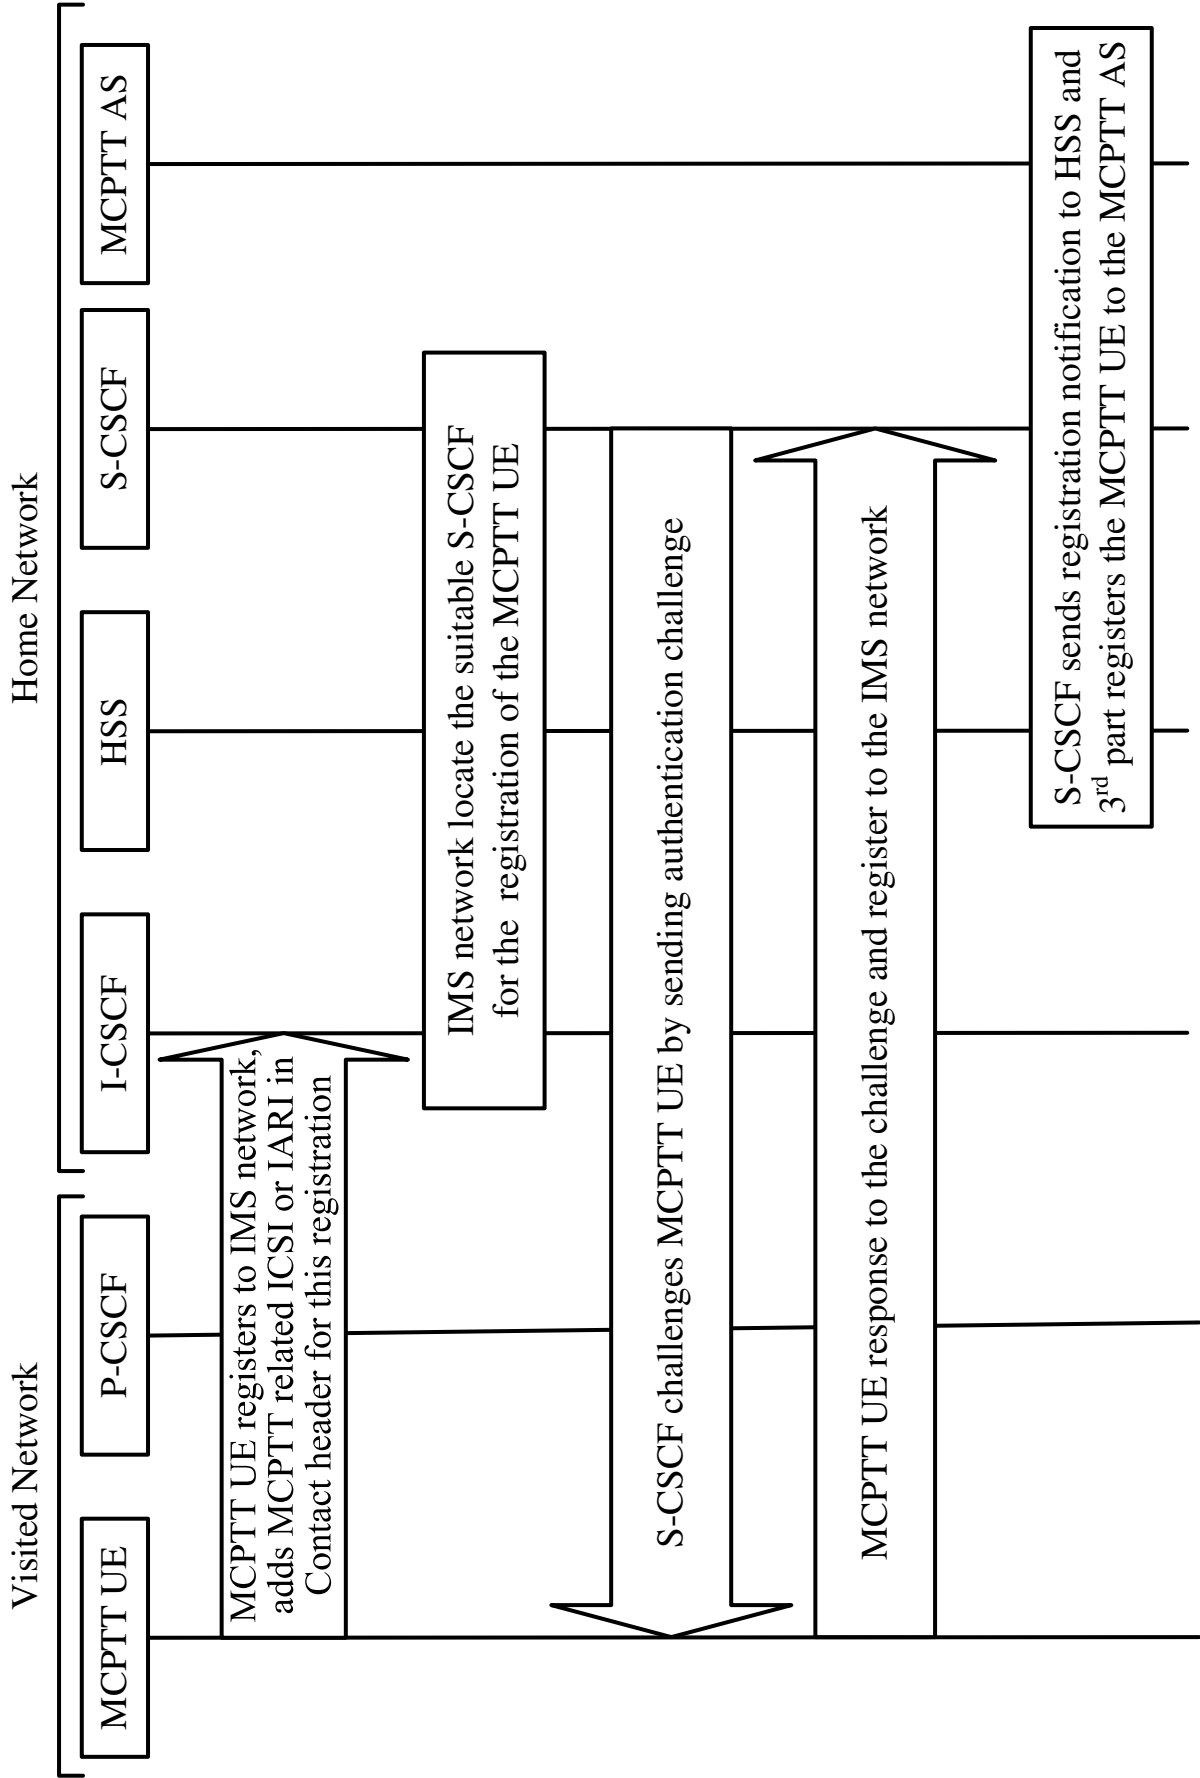 Visited Network
Home Network
MCPTT UE
P-CSCF
I-CSCF
HSS
S-CSCF
MCPTT AS
MCPTT UE registers to IMS network,
adds MCPTT related ICSI or IARI in
Contact header for this registration
IMS network locate the suitable S-CSCF
for the registration of the MCPTT UE
S-CSCF challenges MCPTT UE by sending authentication challenge
MCPTT UE response to the challenge and register to the IMS network
S-CSCF sends registration notification to HSS and
3rd part registers the MCPTT UE to the MCPTT AS